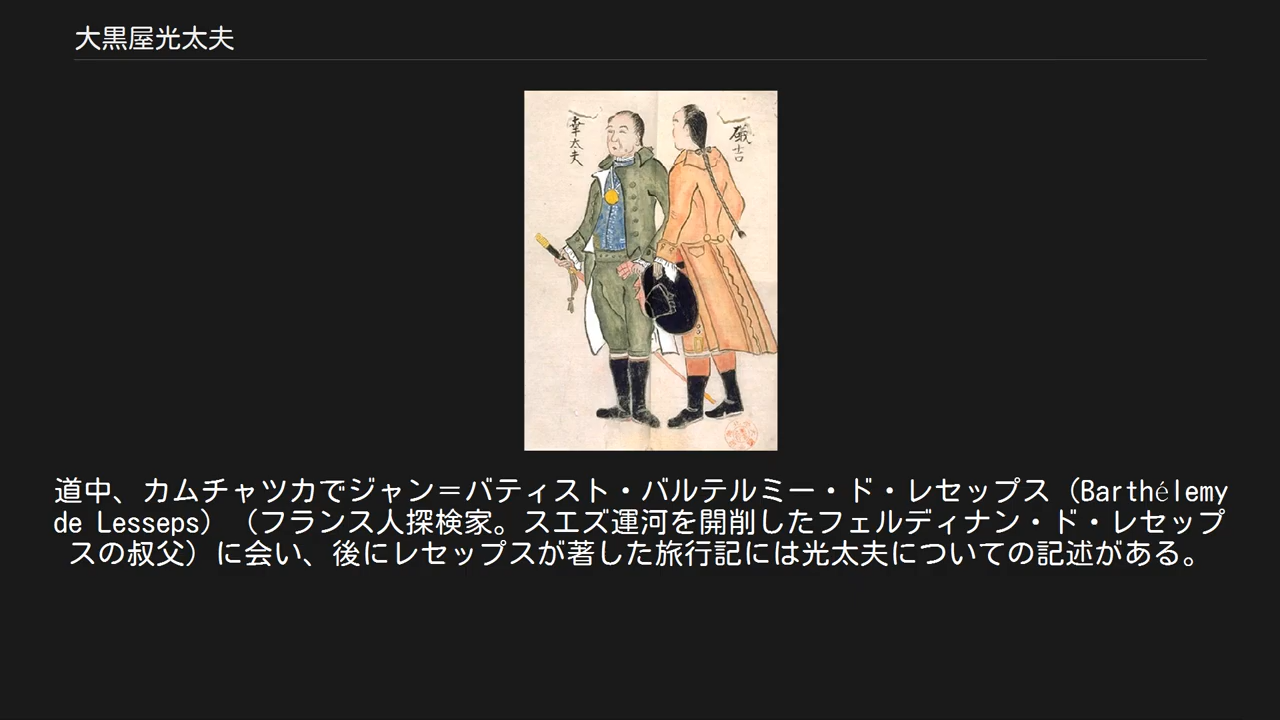 大黒屋光太夫
幸太夫
磯吉
道中、カムチャツカでジャン＝バティスト・バルテルミー・ド・レセップス（Barthélemy
de Lesseps）（フランス人探検家。スエズ運河を開削したフェルディナン・ド・レセップ
スの叔父）に会い、後にレセップスが著した旅行記には光太夫についての記述がある。